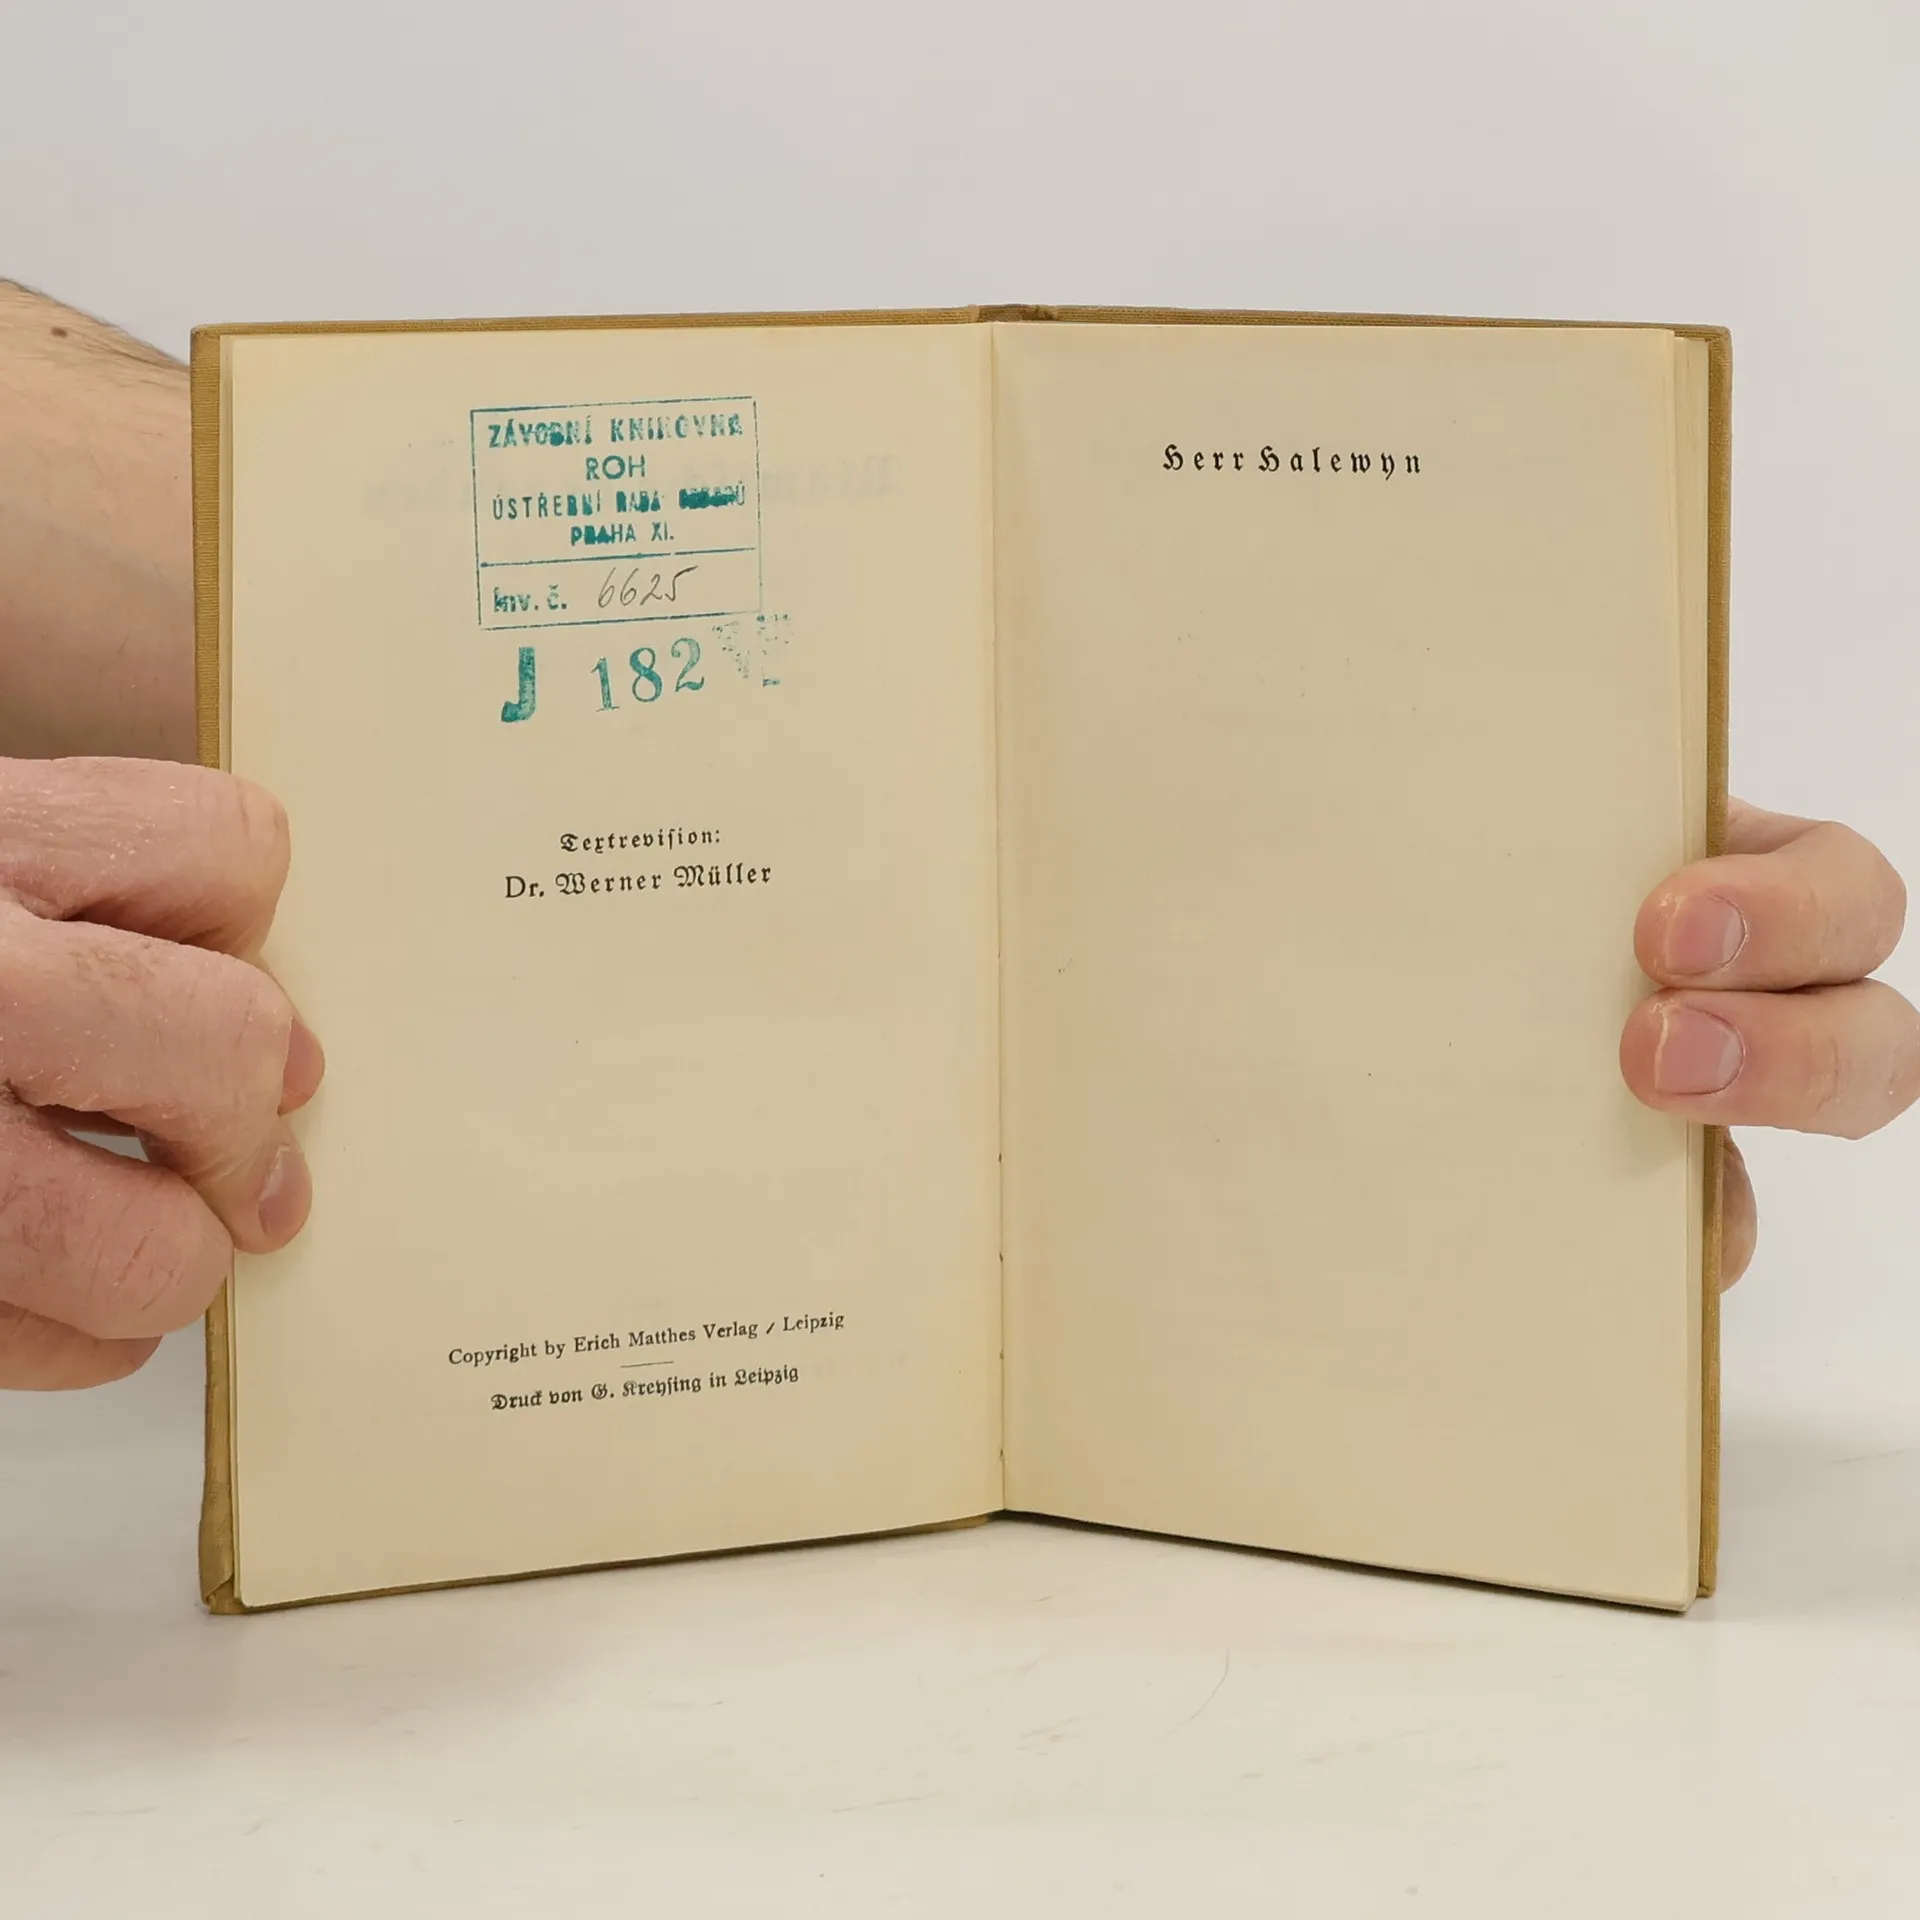 ZÁVODNÍ KNIHOVNA
ROH
ÚSTŘEDNÍ RADA
PRAHA XI.
inv. č. 6625
J 182
Textrevision:
Dr. Werner Müller
Copyright by Erich Matthes Verlag / Leipzig
Druck von G. Kreysing in Leipzig
Herr Halewyn